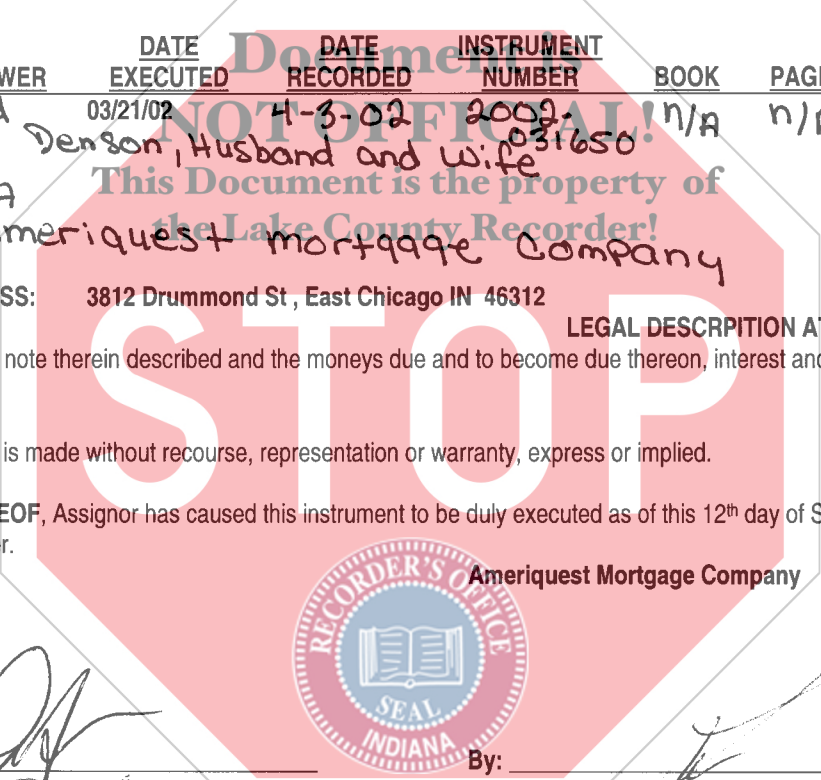 Document is
NOT OFFICIAL!
This Document is the property of
the Lake County Recorder!
STOP
DATE DATE INSTRUMENT
WER EXECUTED RECORDED NUMBER BOOK PAG
03/21/02 4-3-02 2002- n/A n/
Denson, Husband and wife 031650
A
meriquest mortgage Company
SS: 3812 Drummond St , East Chicago IN 46312
LEGAL DESCRPITION A
note therein described and the moneys due and to become due thereon, interest and
is made without recourse, representation or warranty, express or implied.
EOF, Assignor has caused this instrument to be duly executed as of this 12th day of S
r.
Ameriquest Mortgage Company
RECORDER'S OFFICE
SEAL
INDIANA
By: